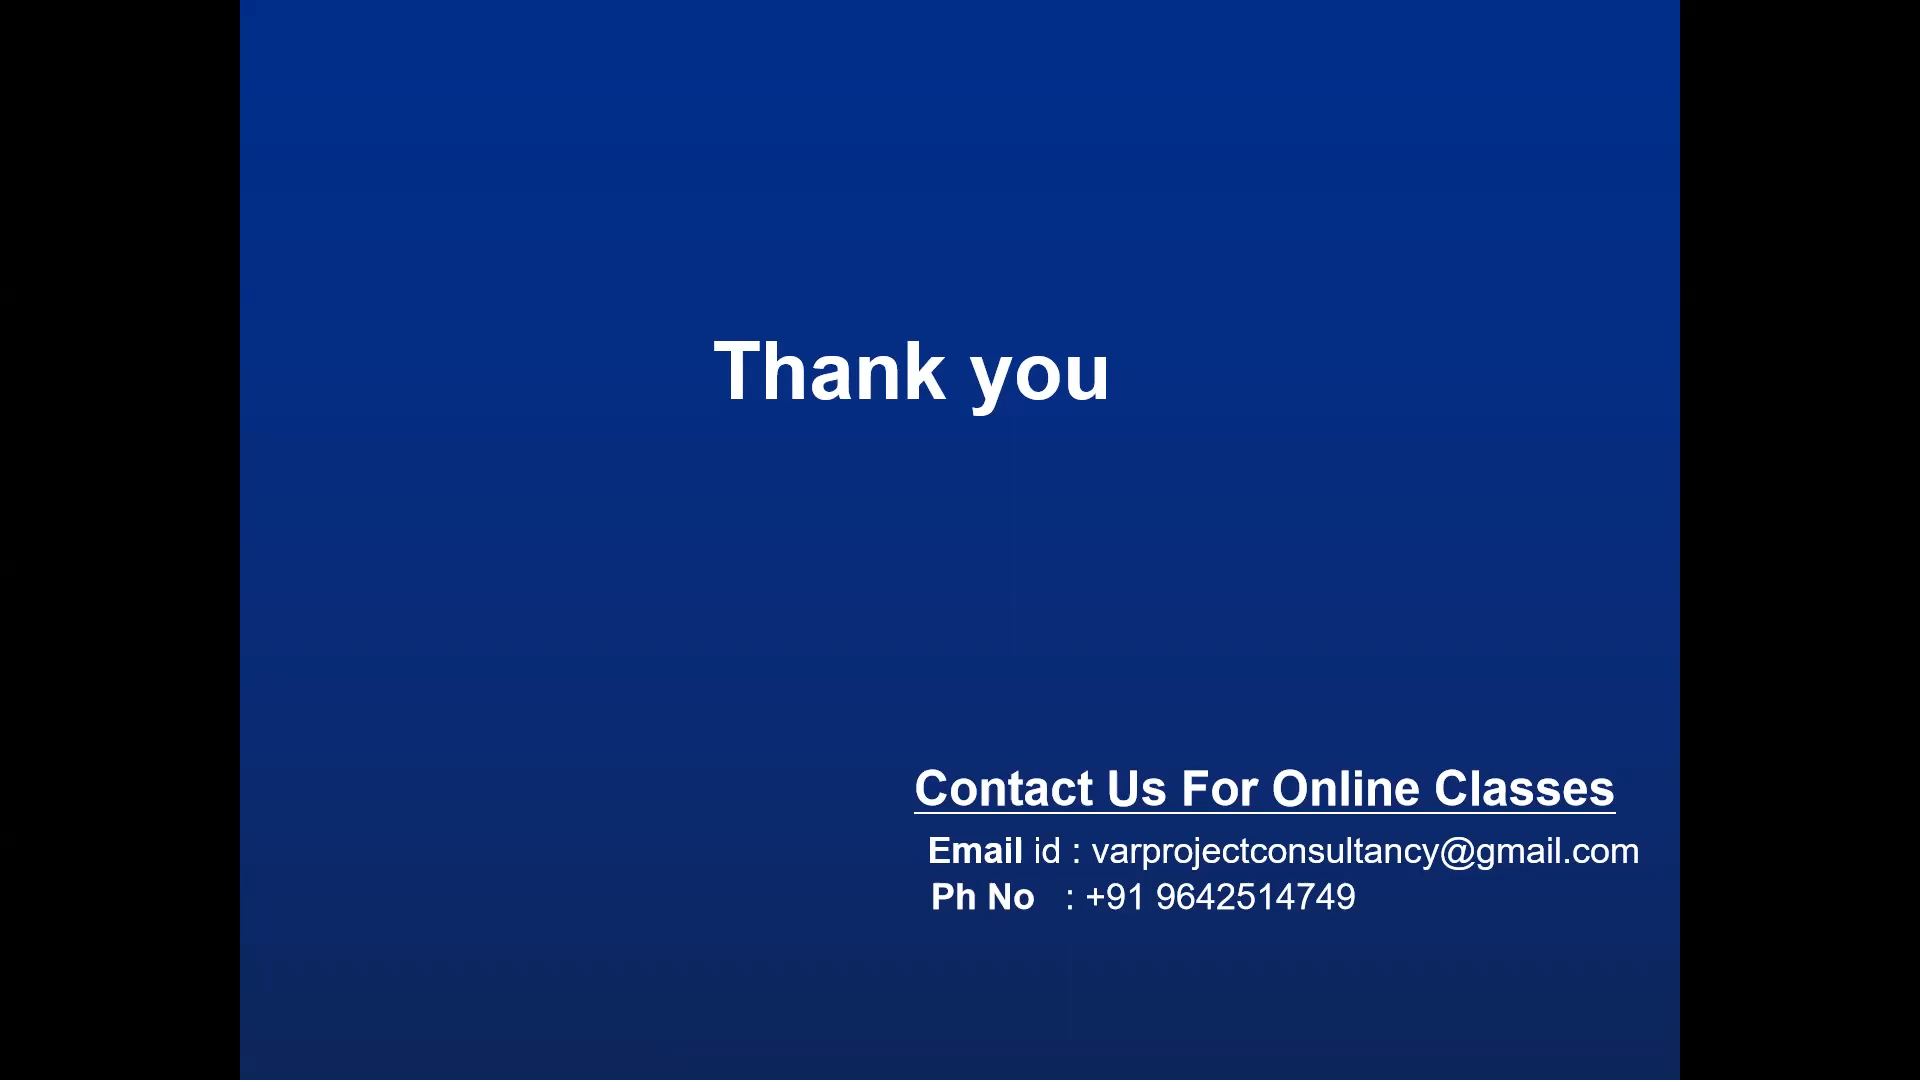 Thank you
Contact Us For Online Classes
Email id : varprojectconsultancy@gmail.com
Ph No : +91 9642514749